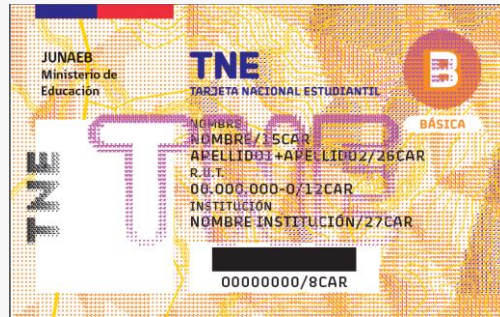 JUNAEB
Ministerio de
Educación
TNE
TARJETA NACIONAL ESTUDIANTIL
B
BÁSICA
TNE
TNE
NOMBRE
NOMBRE/15CAR
APELLIDO1+APELLIDO2/26CAR
R.U.T.
00.000.000-0/12CAR
INSTITUCIÓN
NOMBRE INSTITUCIÓN/27CAR
00000000/8CAR